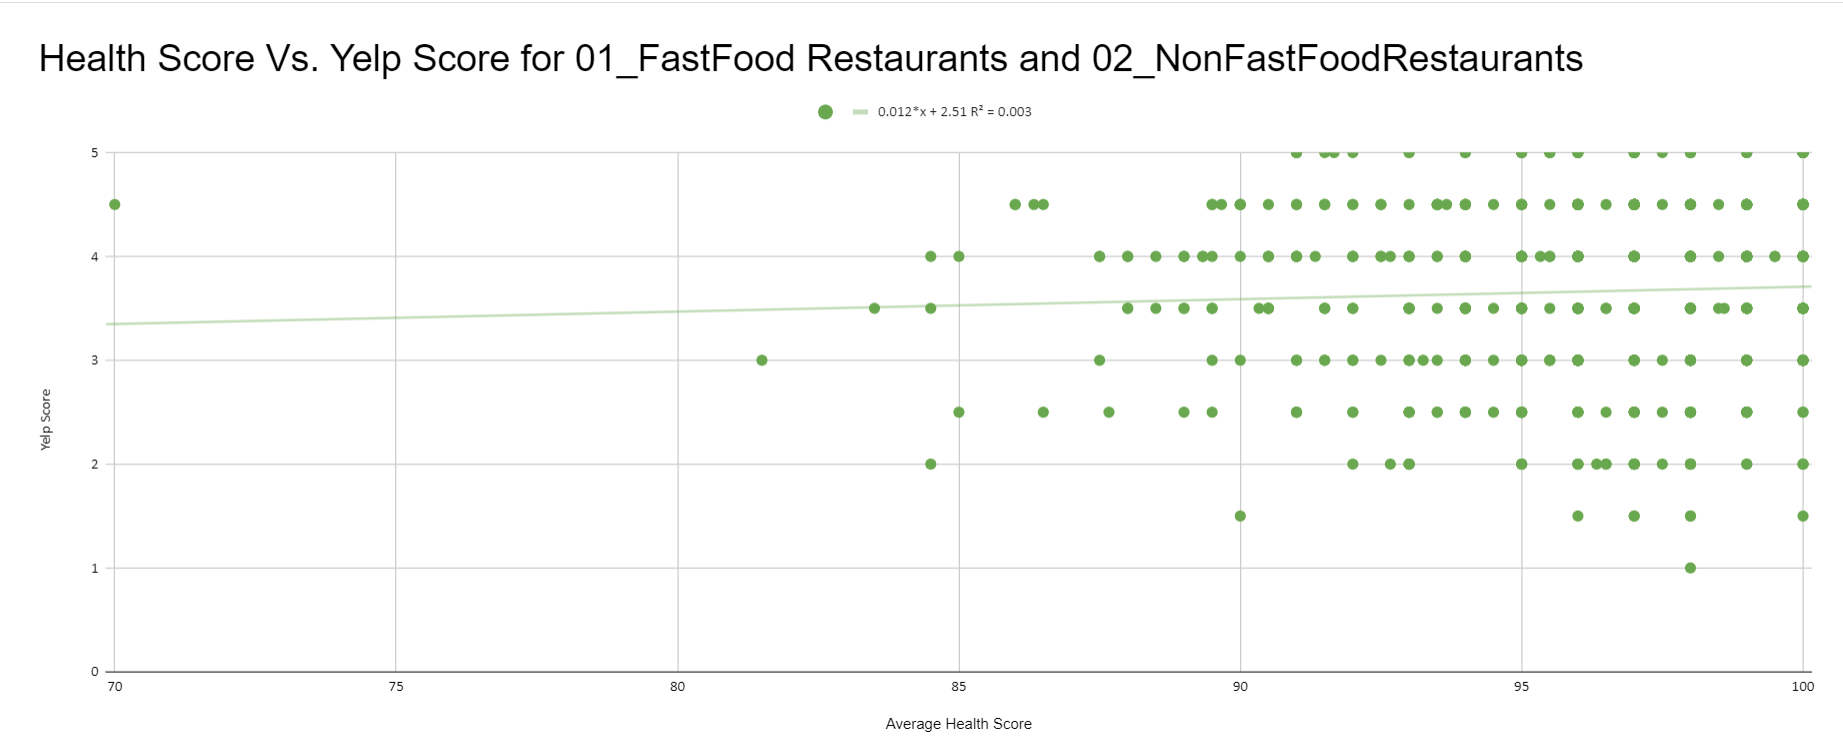 Health Score Vs. Yelp Score for 01_FastFood Restaurants and 02_NonFastFoodRestaurants
0.012*x + 2.51 R² = 0.003
5
4
3
2
1
0
Yelp Score
70 75 80 85 90 95 100
Average Health Score